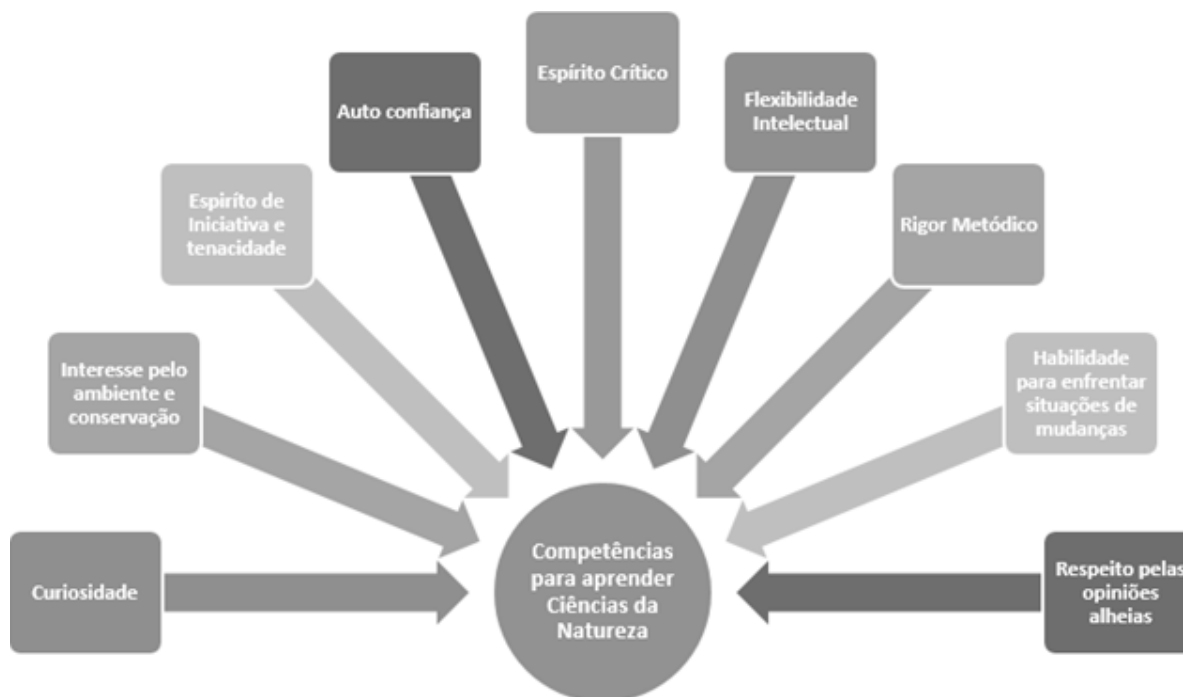 Curiosidade
Interesse pelo
ambiente e
conservação
Espiríto de
Iniciativa e
tenacidade
Auto confiança
Espírito Crítico
Flexibilidade
Intelectual
Rigor Metódico
Habilidade
para enfrentar
situações de
mudanças
Respeito pelas
opiniões
alheias
Competências
para aprender
Ciências da
Natureza